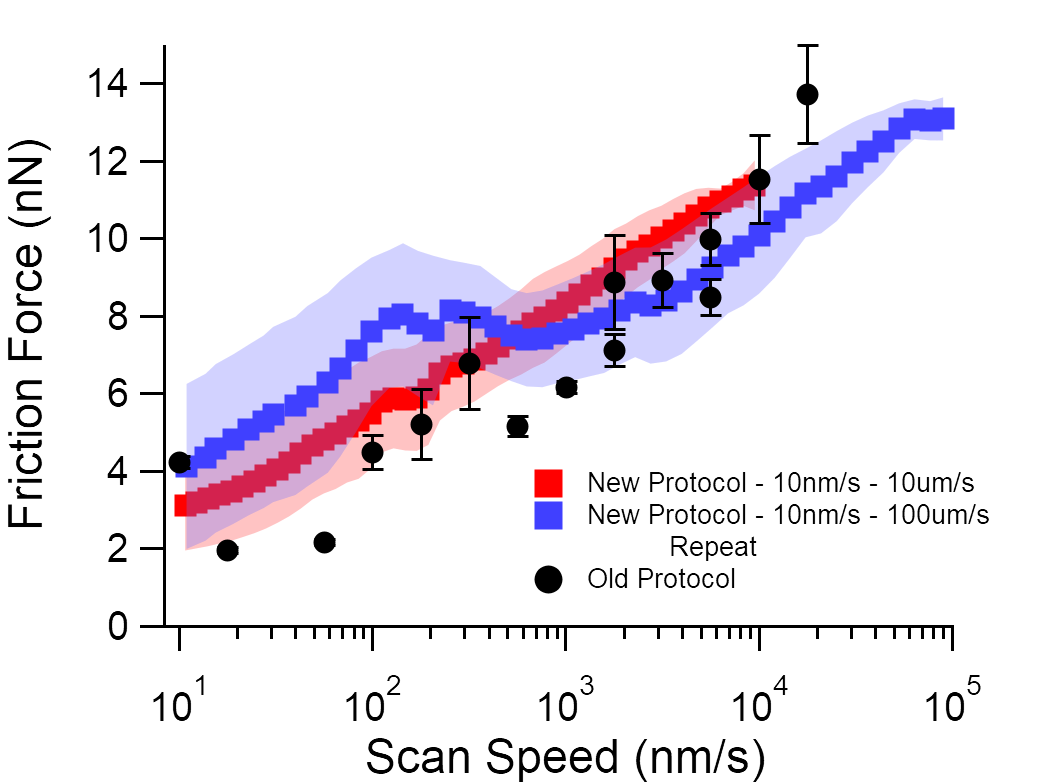 Friction Force (nN)
14
12
10
8
6
4
2
0
New Protocol - 10nm/s - 10um/s
New Protocol - 10nm/s - 100um/s
Repeat
Old Protocol
10^1 10^2 10^3 10^4 10^5
Scan Speed (nm/s)